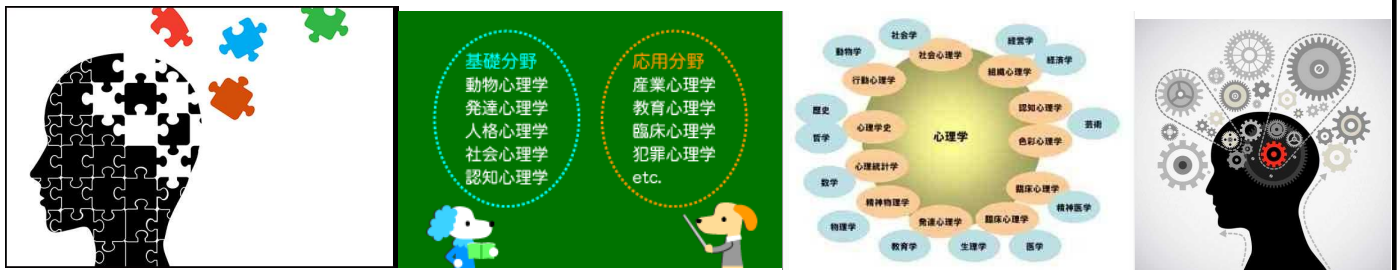 基礎分野
動物心理学
発達心理学
人格心理学
社会心理学
認知心理学
応用分野
産業心理学
教育心理学
臨床心理学
犯罪心理学
etc.
社会学
経営学
動物学
社会心理学
経済学
行動心理学
組織心理学
歴史
認知心理学
芸術
哲学
心理学史
心理学
色彩心理学
心理統計学
数学
臨床心理学
精神物理学
精神医学
物理学
発達心理学
臨床心理学
教育学
生理学
医学